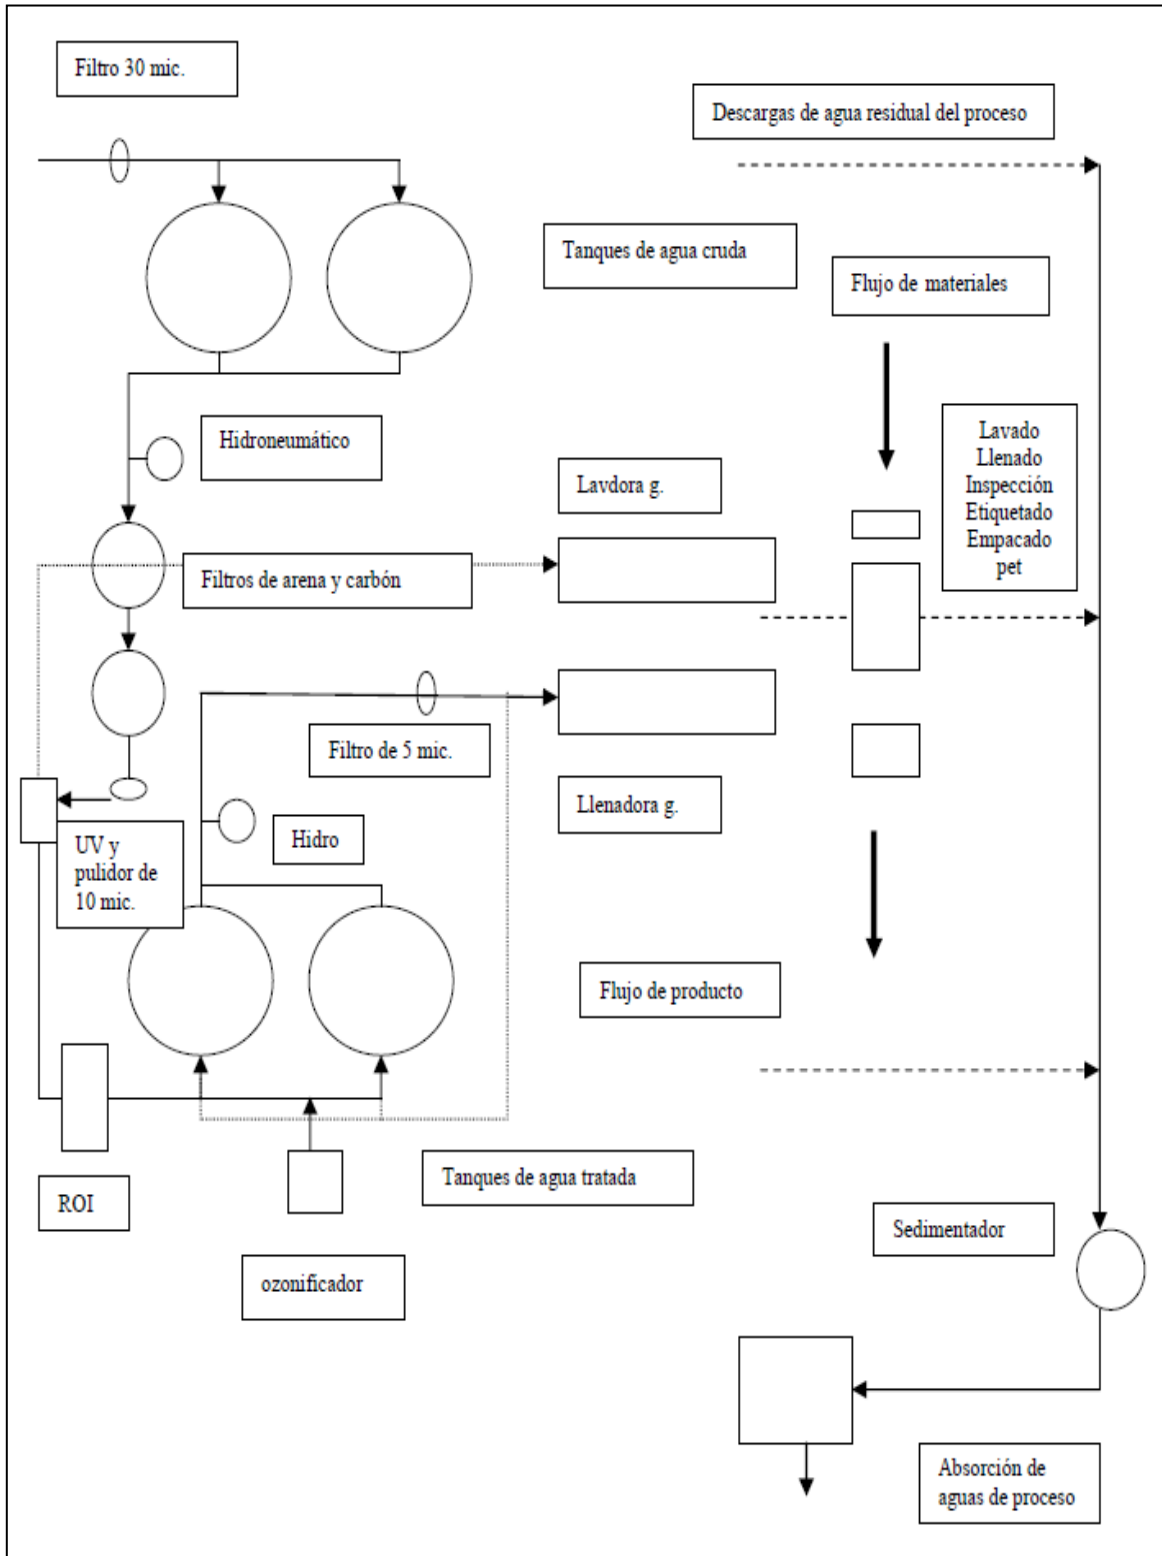 Filtro 30 mic.
Descargas de agua residual del proceso
Tanques de agua cruda
Flujo de materiales
Hidroneumático
Lavado
Llenado
Inspección
Etiquetado
Empacado
pet
Lavdora g.
Filtros de arena y carbón
Filtro de 5 mic.
Llenadora g.
Hidro
UV y
pulidor de
10 mic.
Flujo de producto
Tanques de agua tratada
ROI
Sedimentador
ozonificador
Absorción de
aguas de proceso